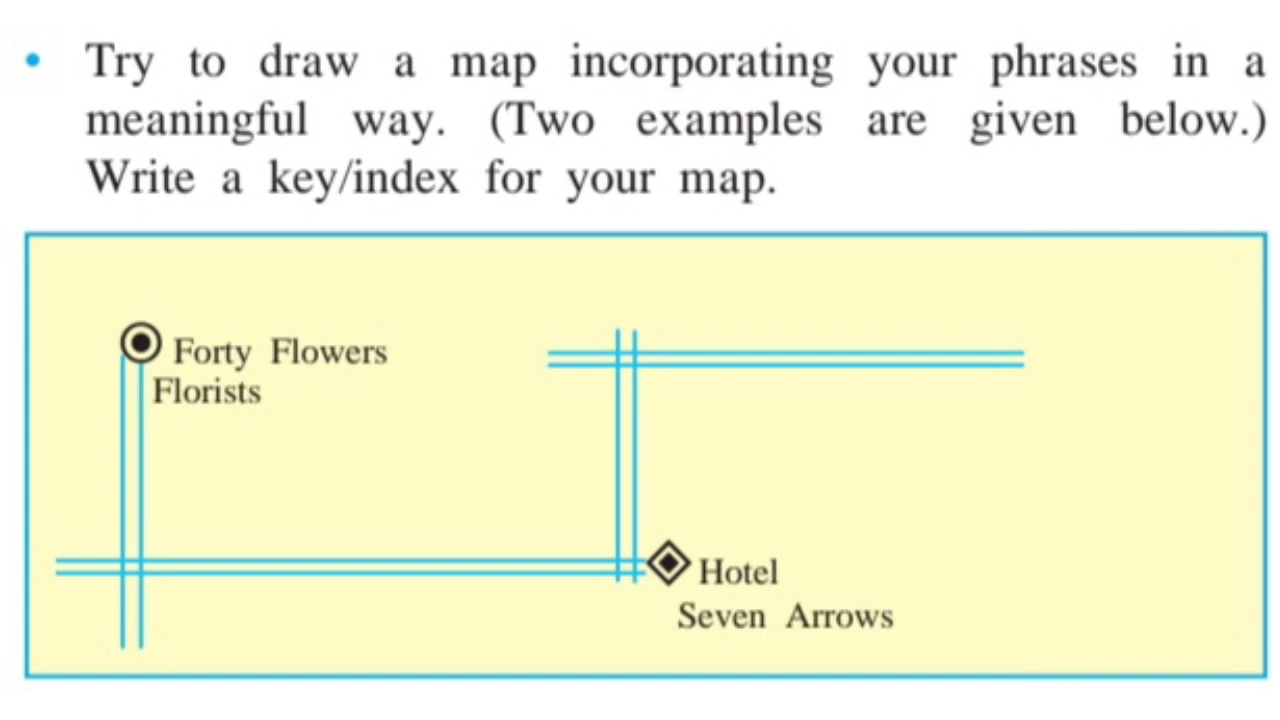 • Try to draw a map incorporating your phrases in a
meaningful way. (Two examples are given below.)
Write a key/index for your map.
Forty Flowers
Florists
Hotel
Seven Arrows